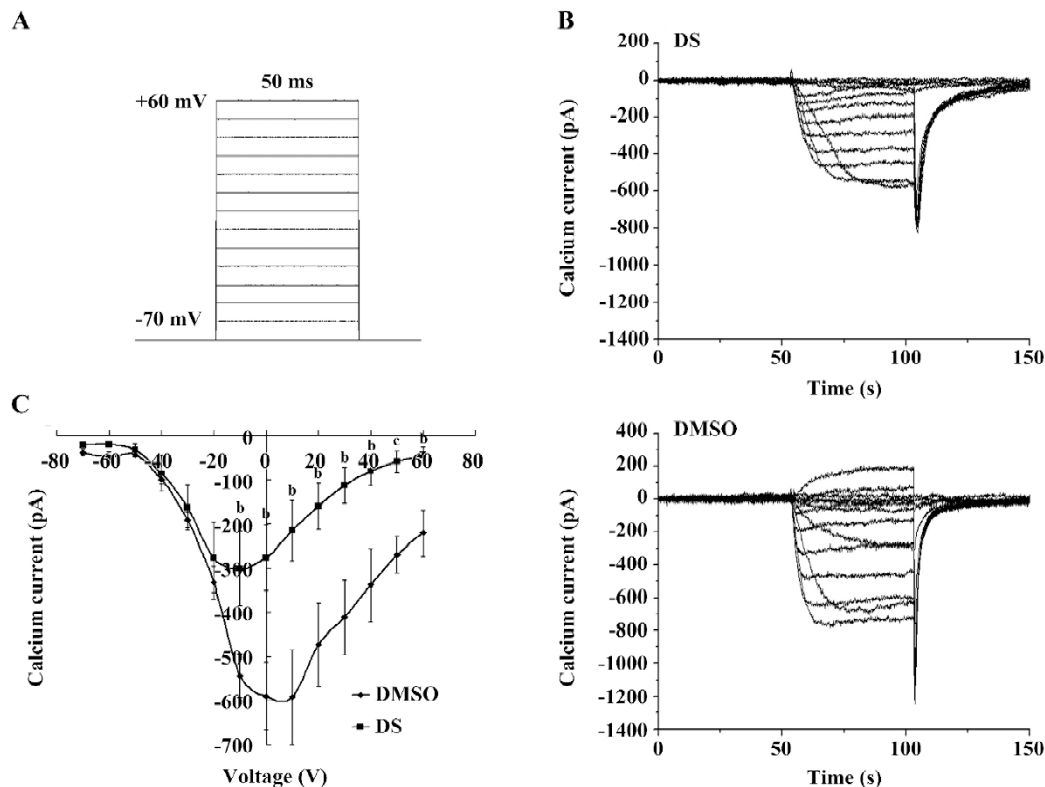 A
50 ms
+60 mV
-70 mV
B
DS
200
0
-200
-400
-600
-800
-1000
-1200
-1400
Calcium current (pA)
0
50
100
150
Time (s)
C
0
-80
-60
-40
-20
0
20
40
60
80
-100
-200
-300
-400
-500
-600
-700
b
b
b
b
b
b
c
b
Calcium current (pA)
DMSO
DS
Voltage (V)
DMSO
400
200
0
-200
-400
-600
-800
-1000
-1200
-1400
Calcium current (pA)
0
50
100
150
Time (s)